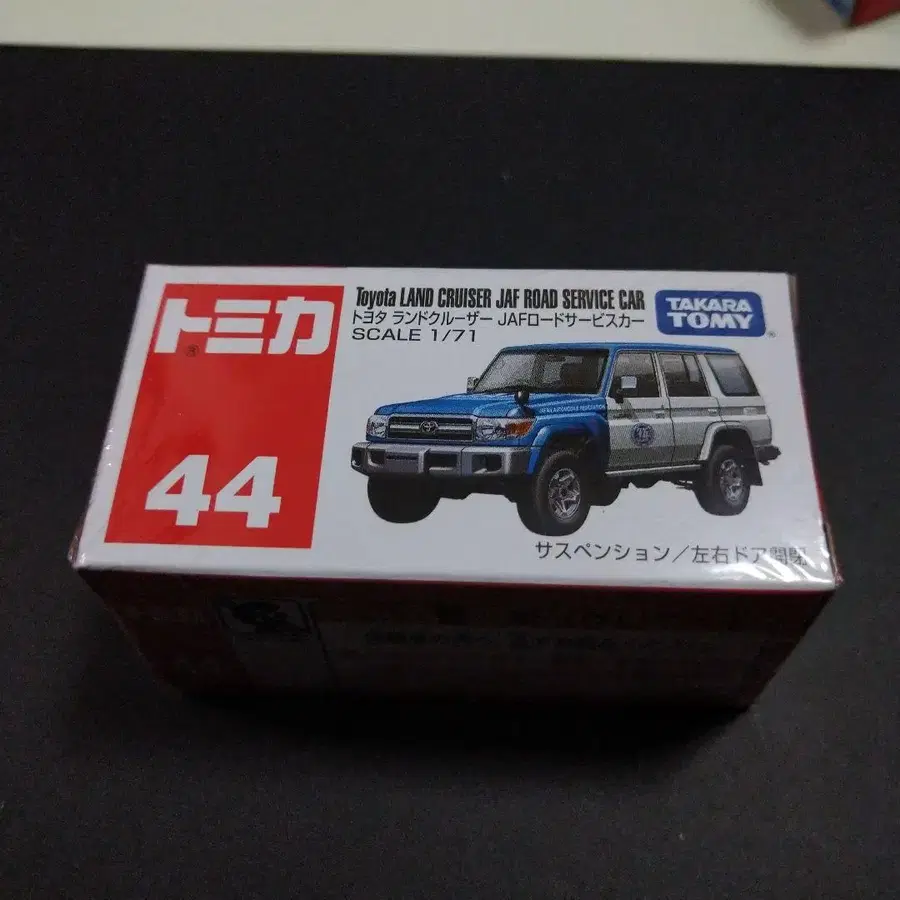 トミカ
44
Toyota LAND CRUISER JAF ROAD SERVICE CAR
トヨタ ランドクルーザー JAFロードサービスカー
SCALE 1/71
TAKARA
TOMY
サスペンション/左右ドア開閉
44